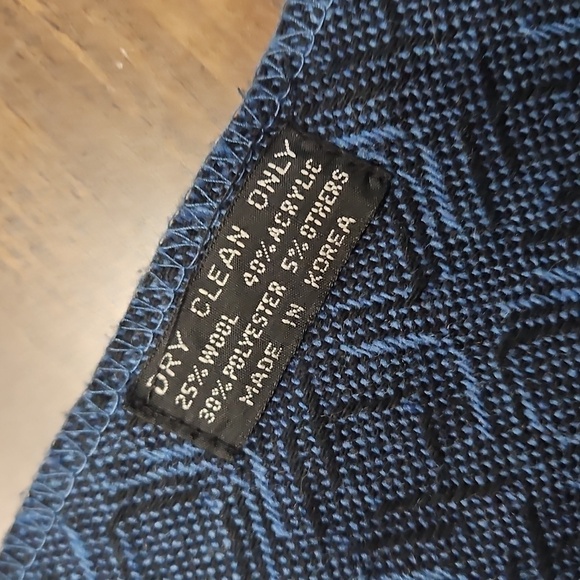 DRY CLEAN ONLY
25% WOOL 40% ACRYLIC
30% POLYESTER 5% OTHERS
MADE IN KOREA